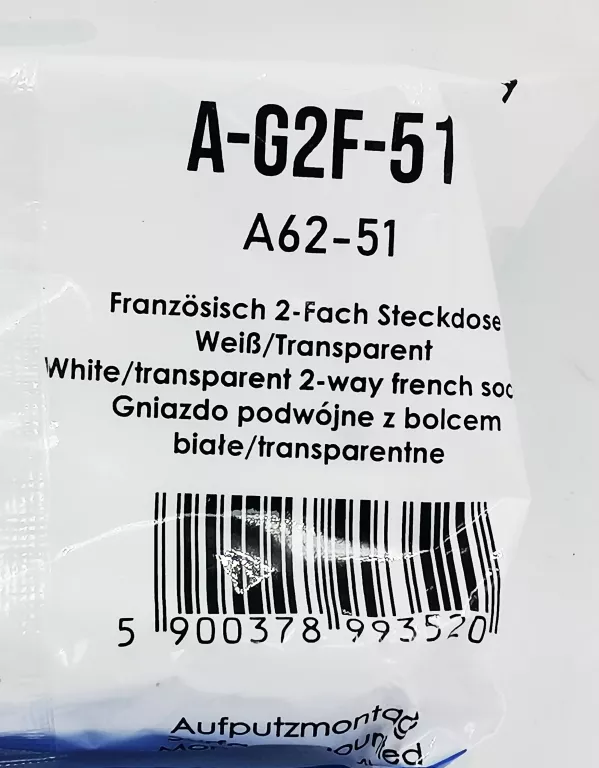 A-G2F-51
A62-51
Französisch 2-Fach Steckdose
Weiß/Transparent
White/transparent 2-way french soc
Gniazdo podwójne z bolcem
białe/transparentne
5 900378 993520
Aufputzmontag